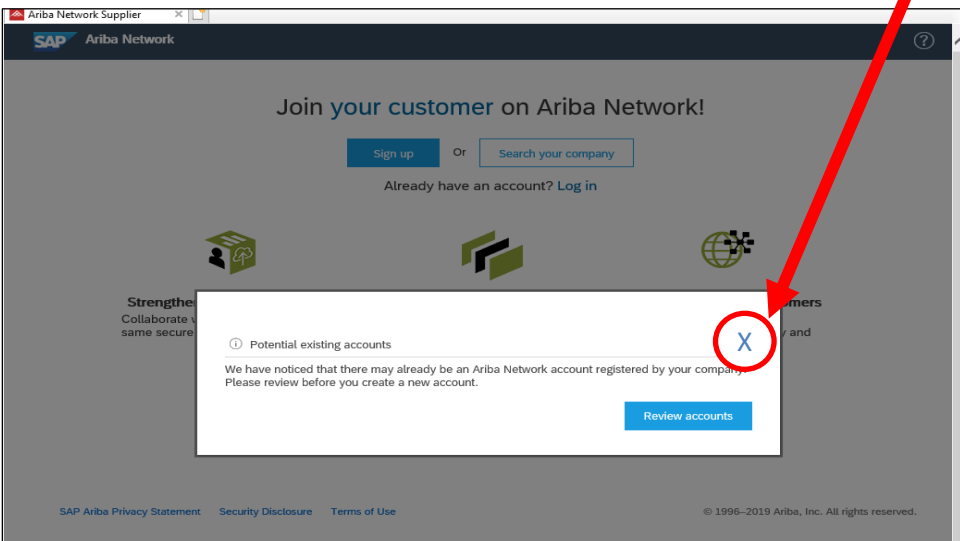 Ariba Network Supplier
SAP Ariba Network
Join your customer on Ariba Network!
Sign up Or Search your company
Already have an account? Log in
Collaborate
same secure and
Potential existing accounts X
We have noticed that there may already be an Ariba Network account registered by your company.
Please review before you create a new account.
Review accounts
SAP Ariba Privacy Statement Security Disclosure Terms of Use © 1996–2019 Ariba, Inc. All rights reserved.